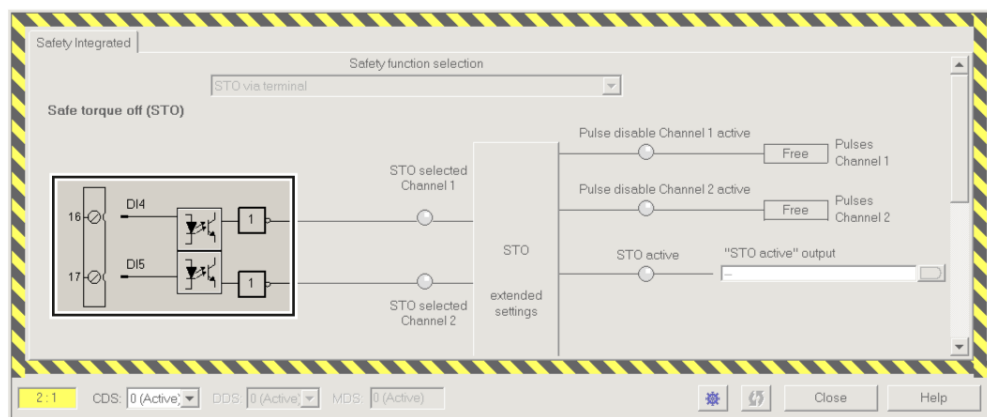 Safety Integrated
Safety function selection
STO via terminal
Safe torque off (STO)
Pulse disable Channel 1 active
Free
Pulses
Channel 1
STO selected
Channel 1
Pulse disable Channel 2 active
Free
Pulses
Channel 2
16
DI4
1
STO
STO active
"STO active" output
...
17
DI5
1
extended
settings
STO selected
Channel 2
2 : 1
CDS:
0 (Active)
DDS:
0 (Active)
MDS:
0 (Active)
Close
Help